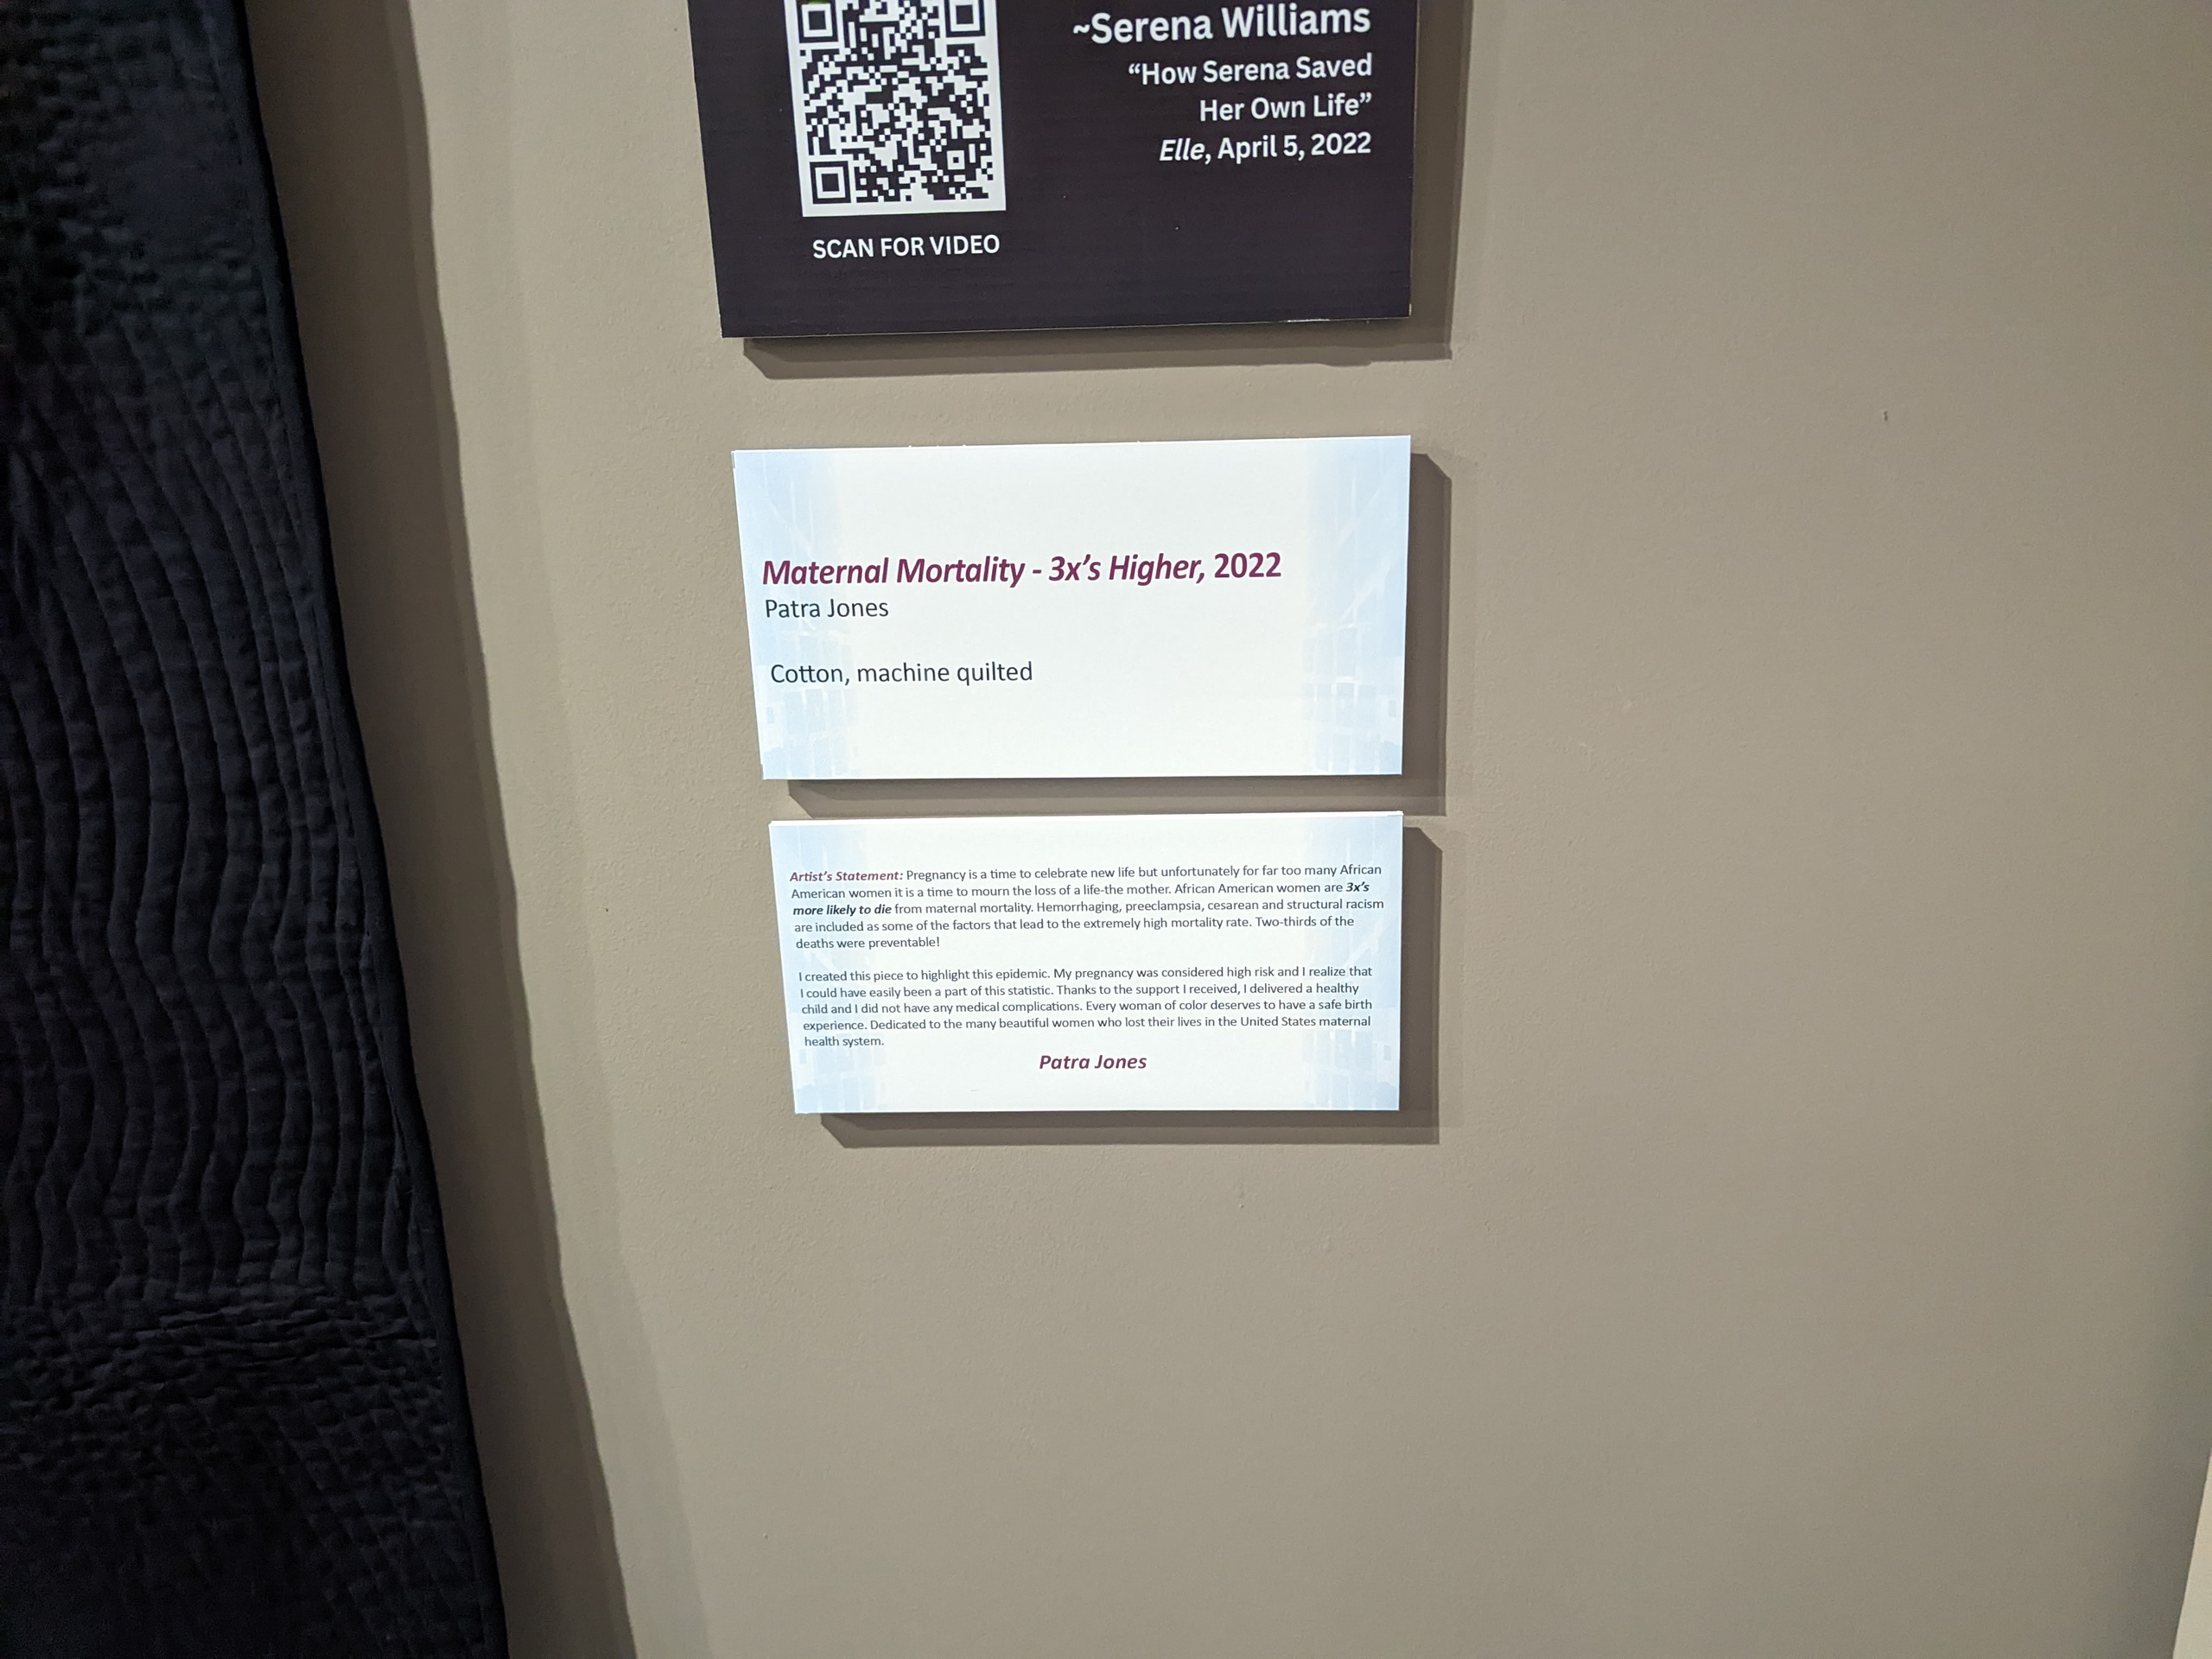 ~Serena Williams
“How Serena Saved
Her Own Life”
Elle, April 5, 2022
SCAN FOR VIDEO
Maternal Mortality - 3x’s Higher, 2022
Patra Jones
Cotton, machine quilted
Artist’s Statement: Pregnancy is a time to celebrate new life but unfortunately for far too many African
American women it is a time to mourn the loss of a life-the mother. African American women are 3x’s
more likely to die from maternal mortality. Hemorrhaging, preeclampsia, cesarean and structural racism
are included as some of the factors that lead to the extremely high mortality rate. Two-thirds of the
deaths were preventable!
I created this piece to highlight this epidemic. My pregnancy was considered high risk and I realize that
I could have easily been a part of this statistic. Thanks to the support I received, I delivered a healthy
child and I did not have any medical complications. Every woman of color deserves to have a safe birth
experience. Dedicated to the many beautiful women who lost their lives in the United States maternal
health system.
Patra Jones